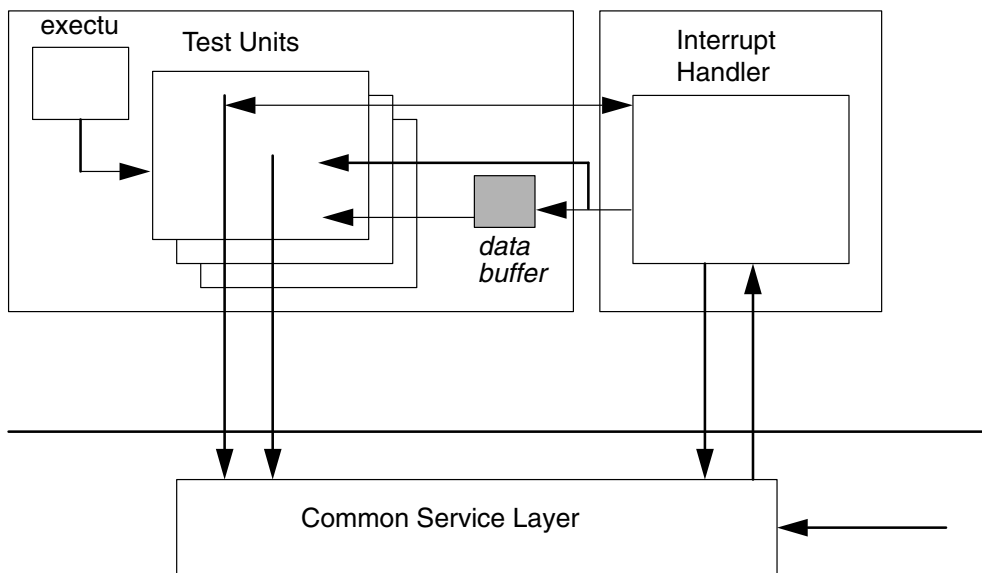 exectu
Test Units
Interrupt
Handler
data
buffer
Common Service Layer